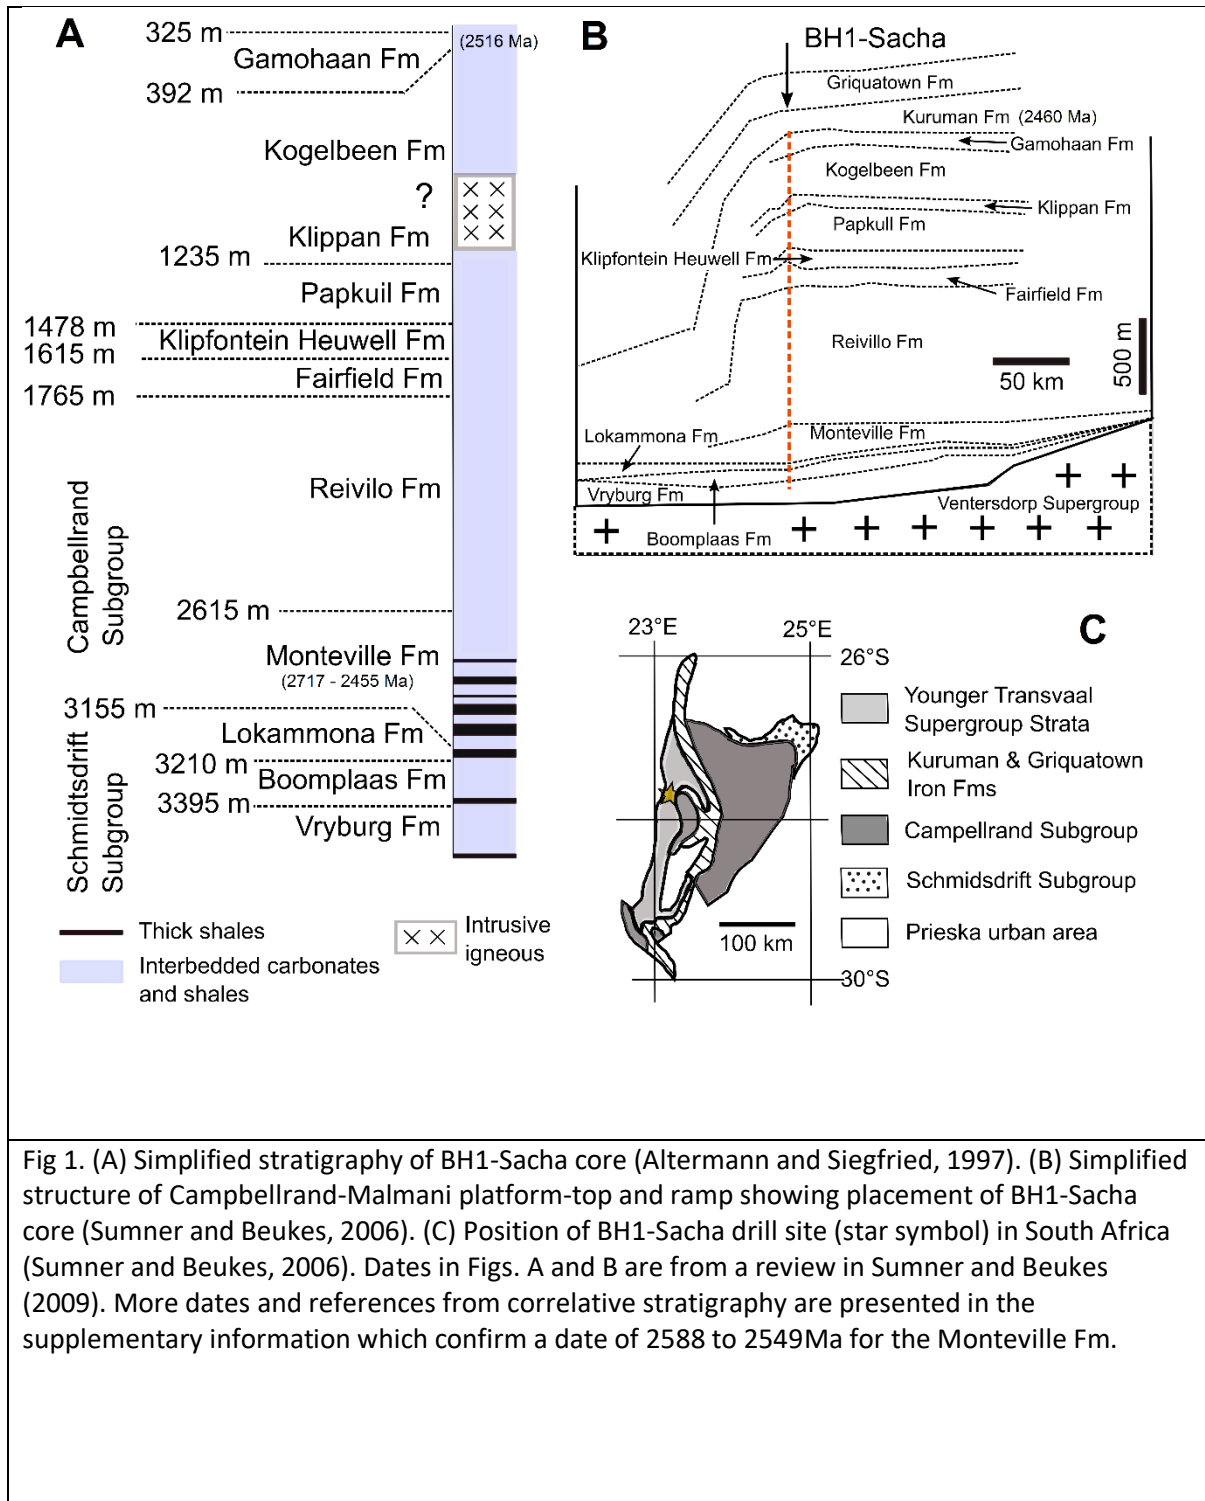 A
325 m
(2516 Ma)
Gamohaan Fm
392 m
Kogelbeen Fm
?
Klippan Fm
1235 m
Papkuil Fm
1478 m
Klipfontein Heuwell Fm
1615 m
Fairfield Fm
1765 m
Reivilo Fm
Campbellrand
Subgroup
2615 m
Monteville Fm
(2717 - 2455 Ma)
3155 m
Lokammona Fm
3210 m
Boomplaas Fm
3395 m
Vryburg Fm
Schmidtsdrift
Subgroup
Thick shales
Interbedded carbonates
and shales
Intrusive
igneous
B
BH1-Sacha
Griquatown Fm
Kuruman Fm (2460 Ma)
Gamohaan Fm
Kogelbeen Fm
Klippan Fm
Papkull Fm
Klipfontein Heuwell Fm
Fairfield Fm
Reivillo Fm
50 km
500 m
Lokammona Fm
Monteville Fm
Vryburg Fm
Ventersdorp Supergroup
Boomplaas Fm
C
23°E
25°E
26°S
30°S
100 km
Younger Transvaal
Supergroup Strata
Kuruman & Griquatown
Iron Fms
Campellrand Subgroup
Schmidsdrift Subgroup
Prieska urban area
Fig 1. (A) Simplified stratigraphy of BH1-Sacha core (Altermann and Siegfried, 1997). (B) Simplified
structure of Campbellrand-Malmani platform-top and ramp showing placement of BH1-Sacha
core (Sumner and Beukes, 2006). (C) Position of BH1-Sacha drill site (star symbol) in South Africa
(Sumner and Beukes, 2006). Dates in Figs. A and B are from a review in Sumner and Beukes
(2009). More dates and references from correlative stratigraphy are presented in the
supplementary information which confirm a date of 2588 to 2549Ma for the Monteville Fm.